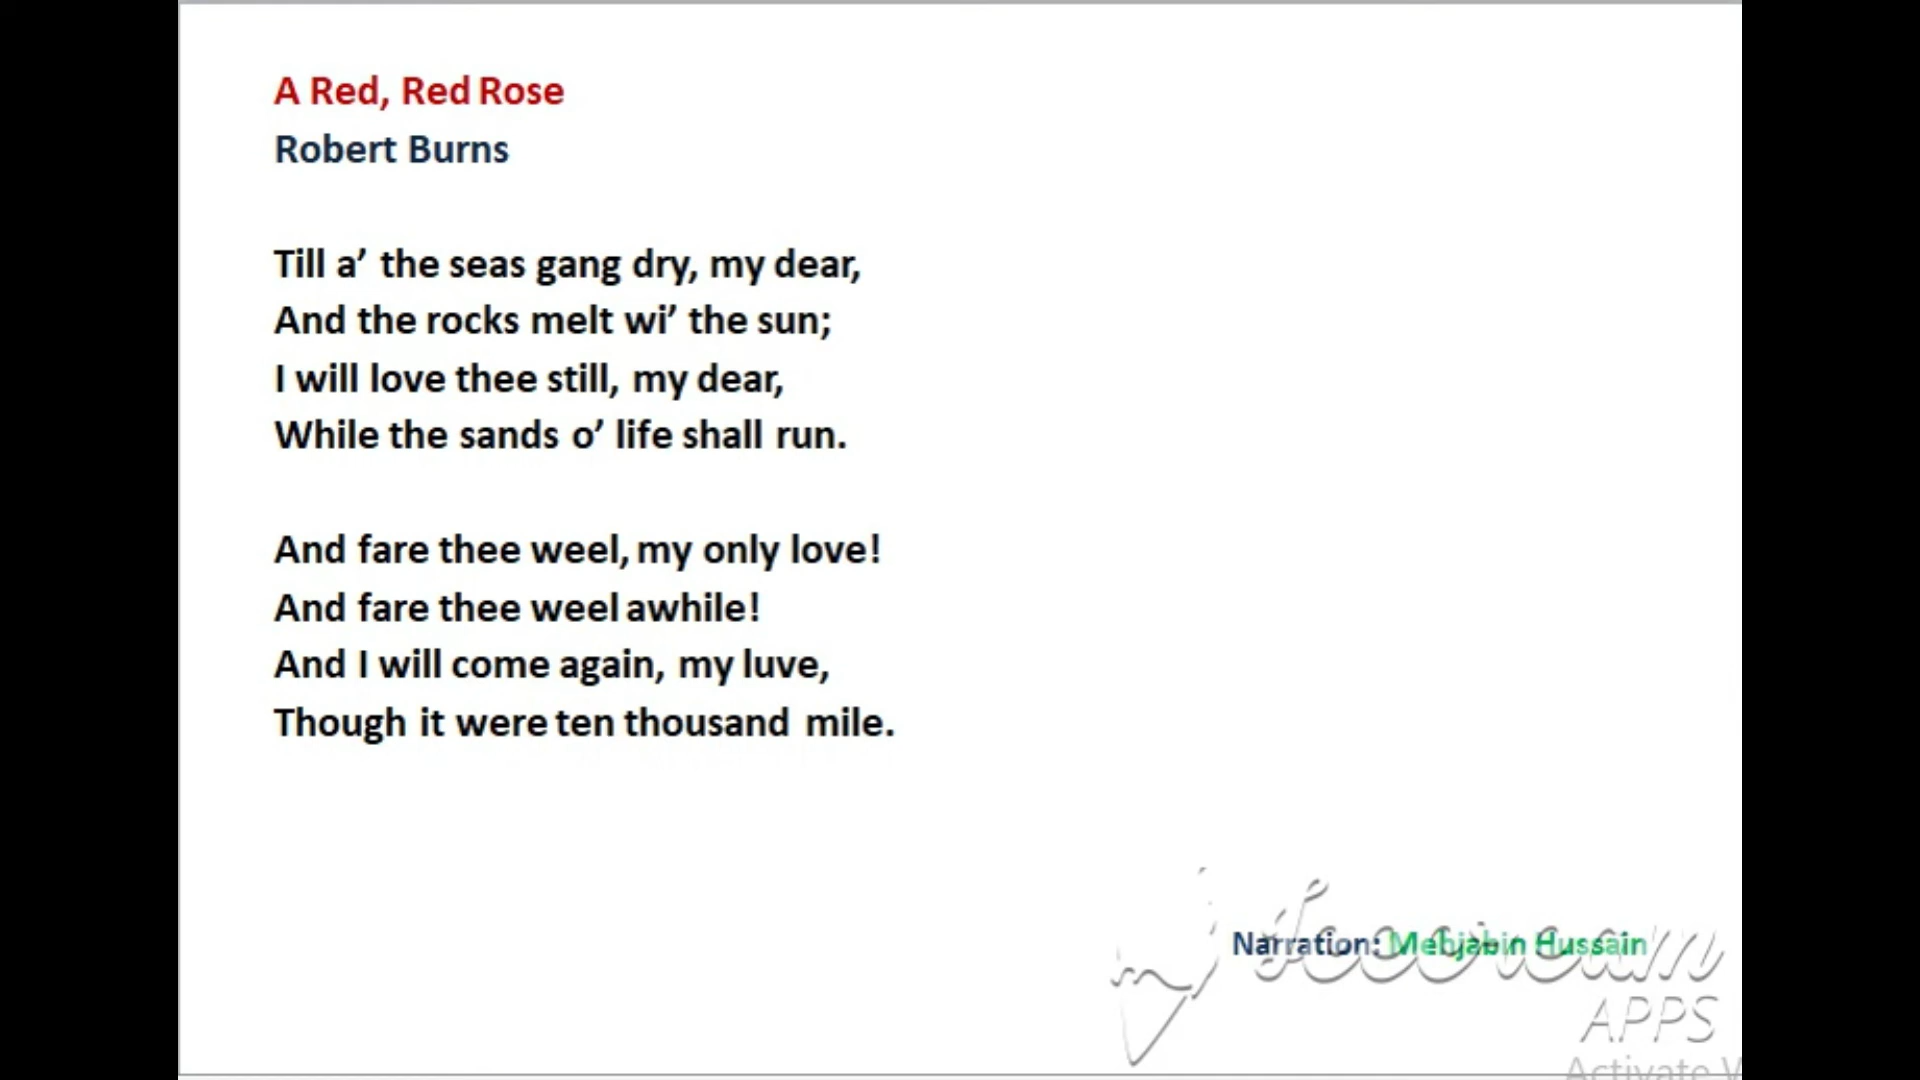 A Red, Red Rose
Robert Burns
Till a’ the seas gang dry, my dear,
And the rocks melt wi’ the sun;
I will love thee still, my dear,
While the sands o’ life shall run.
And fare thee weel, my only love!
And fare thee weel awhile!
And I will come again, my luve,
Though it were ten thousand mile.
Narration: Mehjabin Hussain
Icecream
APPS
Activate